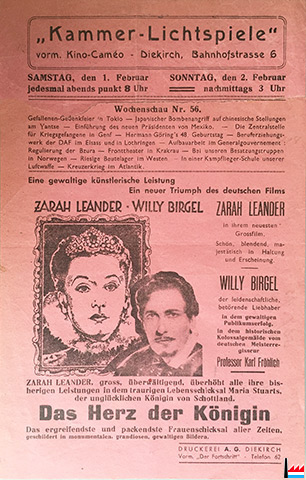 „Kammer-Lichtspiele"
vorm. Kino-Caméo - Diekirch, Bahnhofstrasse 6
SAMSTAG, den 1. Februar
jedesmal abends punkt 8 Uhr
SONNTAG, den 2. Februar
nachmittags 3 Uhr
Wochenschau Nr. 56.
Gefallenen-Gedenkfeier in Tokio — Japanischer Bombenangriff auf chinesische Stellungen
am Yantse — Einführung des neuen Präsidenten von Mexiko. — Die Zentralstelle
für Kriegsgefangene in Genf — Hermann Göring's 48 Geburtstag — Berufserziehungs-
werk der DAF im Elsass und in Lothringen — Aufbauarbeit im Generalgouvernement :
Regulierung der Bzura — Fronttheater in Krakrau — Bei unseren Besatzungstruppen
in Norwegen — Riesige Beutelager im Westen. — In einer Kampfflieger-Schule unserer
Luftwaffe — Kreuzerkrieg im Atlantik.
Eine gewaltige künstlerische Leistung
Ein neuer Triumph des deutschen Films
ZARAH LEANDER - WILLY BIRGEL
ZARAH LEANDER
in ihrem neuesten
Grossfilm.
Schön, blendend, ma-
jestätisch in Haltung
und Erscheinung
WILLY BIRGEL
der leidenschaftliche,
betörende Liebhaber
in dem gewaltigen
Publikumserfolg.
in dem historischen
Kolossalgemälde vom
deutschen Meisterre-
gisseur
Professor Karl Fröhlich
ZARAH LEANDER, gross, überwältigend, überhöht alle ihre bis-
herigen Leistungen in dem traurigen Lebensschicksal Maria Stuarts,
der unglücklichen Königin von Schottland.
Das Herz der Königin
Das ergreifendste und packendste Frauenschicksal aller Zeiten,
geschildert in monumentalen, grandiosen, gewaltigen Bildern.
DRUCKEREI A. G. DIEKIRCH
Vorm. „Der Fortschritt" - Telefon 62